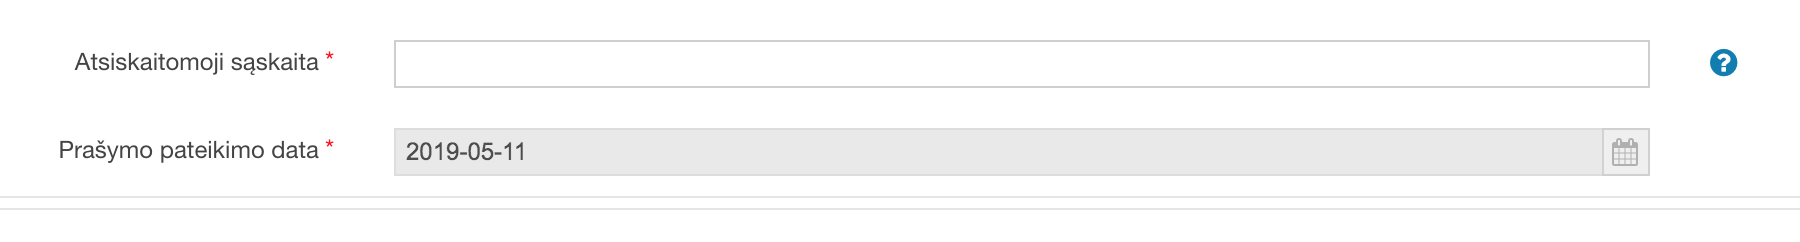 Atsiskaitomoji sąskaita *
?
Prašymo pateikimo data *
2019-05-11